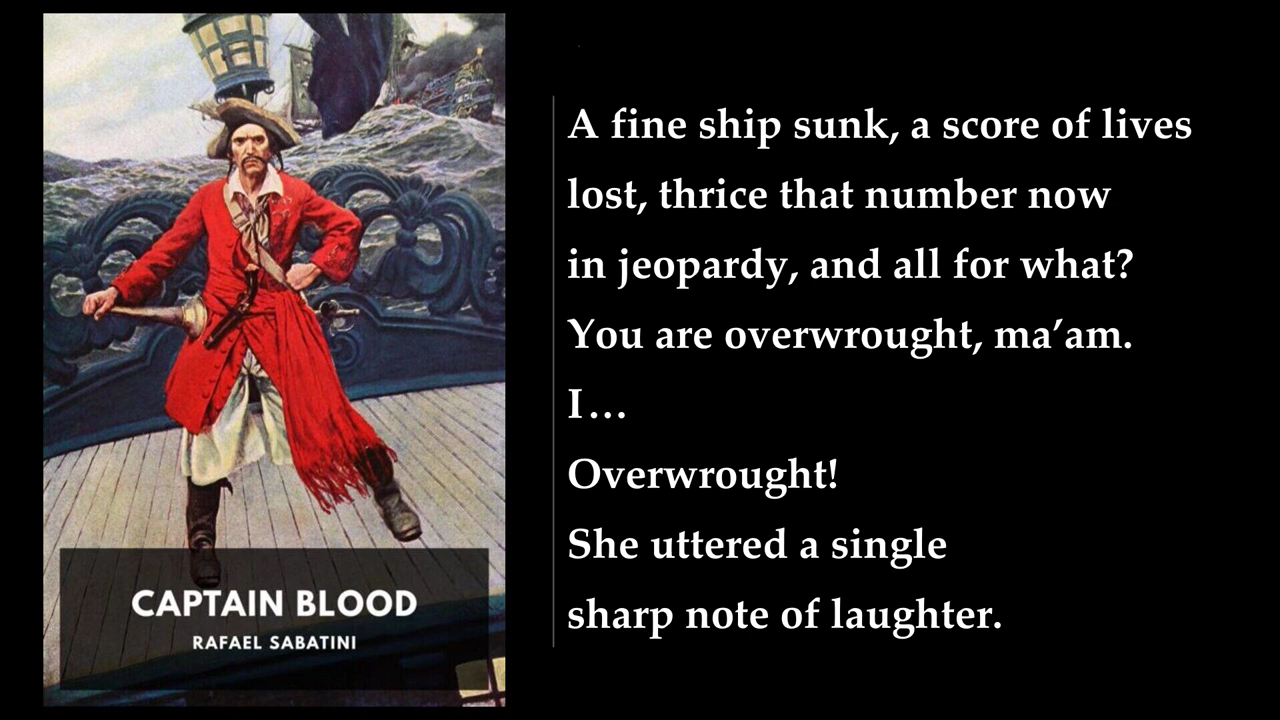 CAPTAIN BLOOD
RAFAEL SABATINI
A fine ship sunk, a score of lives
lost, thrice that number now
in jeopardy, and all for what?
You are overwrought, ma’am.
I…
Overwrought!
She uttered a single
sharp note of laughter.